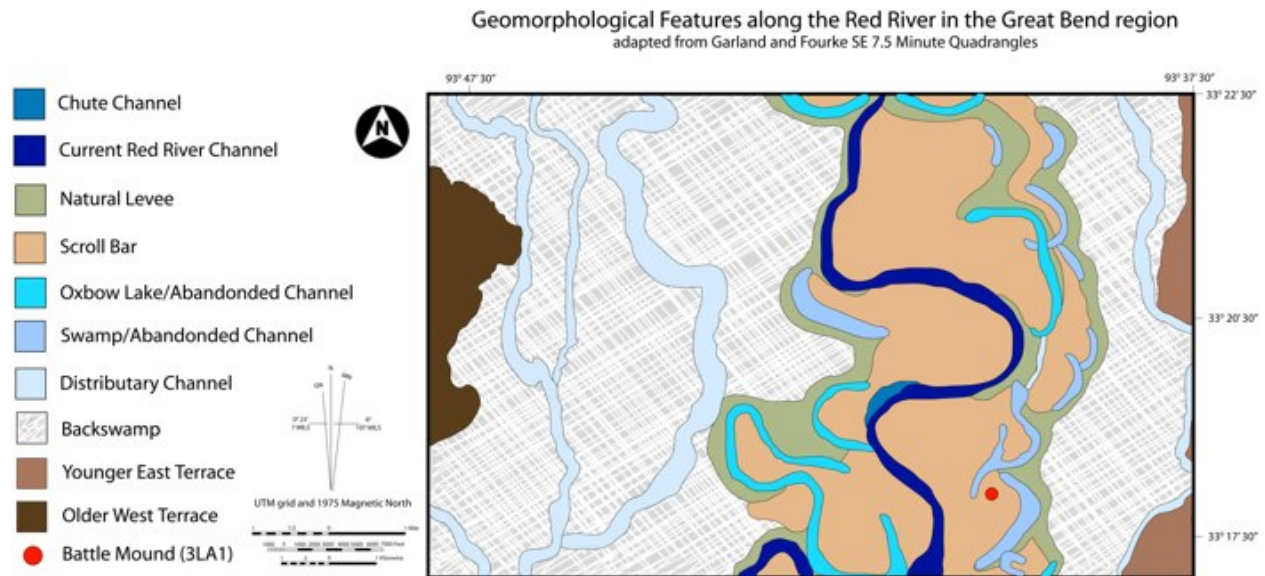 Geomorphological Features along the Red River in the Great Bend region
adapted from Garland and Fourke SE 7.5 Minute Quadrangles
93° 47' 30"
93° 37' 30"
33° 22' 30"
Chute Channel
N
Current Red River Channel
Natural Levee
Scroll Bar
Oxbow Lake/Abandonded Channel
33° 20' 30"
Swamp/Abandonded Channel
Distributary Channel
Backswamp
Younger East Terrace
UTM grid and 1975 Magnetic North
Older West Terrace
33° 17' 30"
Battle Mound (3LA1)